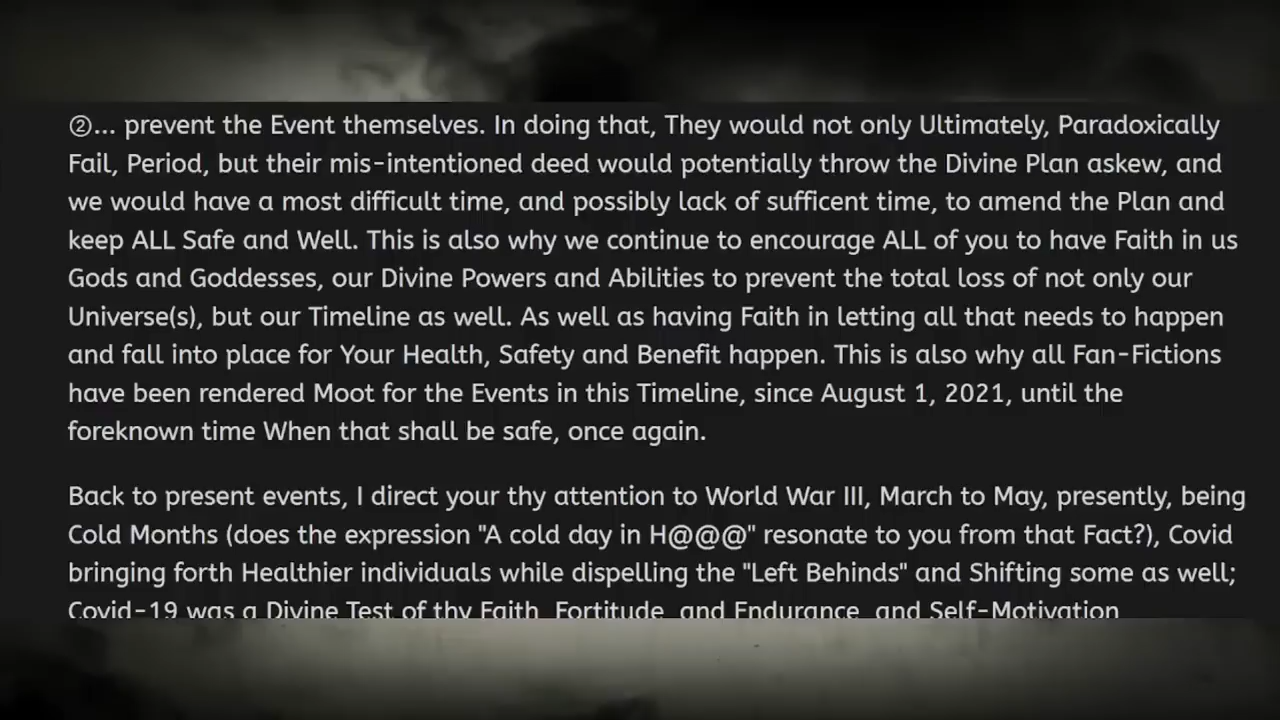 ②... prevent the Event themselves. In doing that, They would not only Ultimately, Paradoxically
Fail, Period, but their mis-intentioned deed would potentially throw the Divine Plan askew, and
we would have a most difficult time, and possibly lack of sufficent time, to amend the Plan and
keep ALL Safe and Well. This is also why we continue to encourage ALL of you to have Faith in us
Gods and Goddesses, our Divine Powers and Abilities to prevent the total loss of not only our
Universe(s), but our Timeline as well. As well as having Faith in letting all that needs to happen
and fall into place for Your Health, Safety and Benefit happen. This is also why all Fan-Fictions
have been rendered Moot for the Events in this Timeline, since August 1, 2021, until the
foreknown time When that shall be safe, once again.
Back to present events, I direct your thy attention to World War III, March to May, presently, being
Cold Months (does the expression "A cold day in H@@@" resonate to you from that Fact?), Covid
bringing forth Healthier individuals while dispelling the "Left Behinds" and Shifting some as well;
Covid-19 was a Divine Test of thy Faith, Fortitude, and Endurance, and Self-Motivation